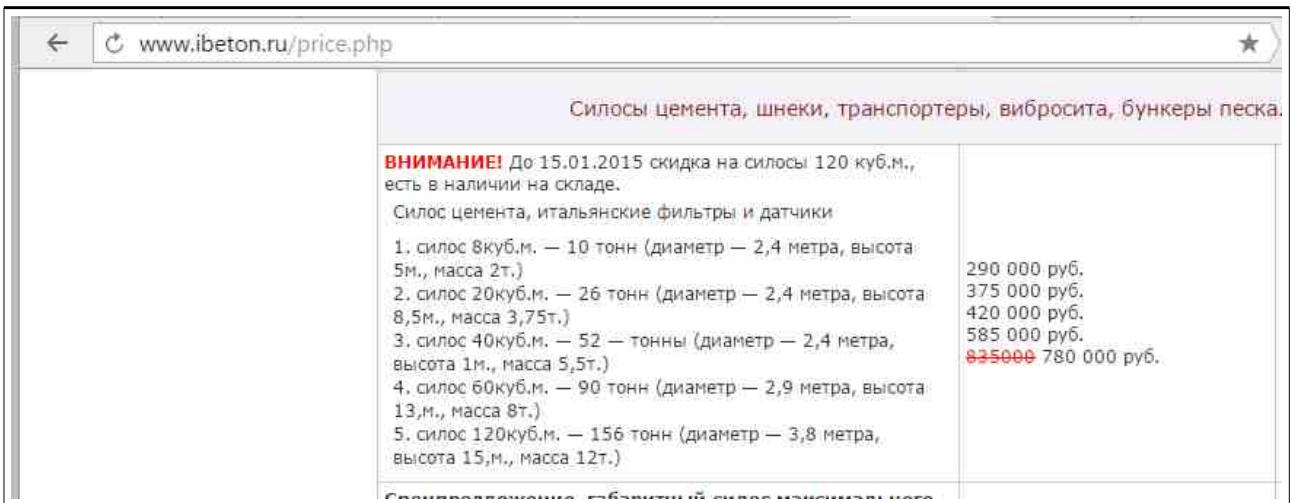 www.ibeton.ru/price.php
Силосы цемента, шнеки, транспортеры, вибросита, бункеры песка.
ВНИМАНИЕ! До 15.01.2015 скидка на силосы 120 куб.м.,
есть в наличии на складе.
Силос цемента, итальянские фильтры и датчики
1. силос 8куб.м. — 10 тонн (диаметр — 2,4 метра, высота
5м., масса 2т.)
2. силос 20куб.м. — 26 тонн (диаметр — 2,4 метра, высота
8,5м., масса 3,75т.)
3. силос 40куб.м. — 52 — тонны (диаметр — 2,4 метра,
высота 1м., масса 5,5т.)
4. силос 60куб.м. — 90 тонн (диаметр — 2,9 метра, высота
13,м., масса 8т.)
5. силос 120куб.м. — 156 тонн (диаметр — 3,8 метра,
высота 15,м., масса 12т.)
290 000 руб.
375 000 руб.
420 000 руб.
585 000 руб.
835000 780 000 руб.
габаритный силос максимального